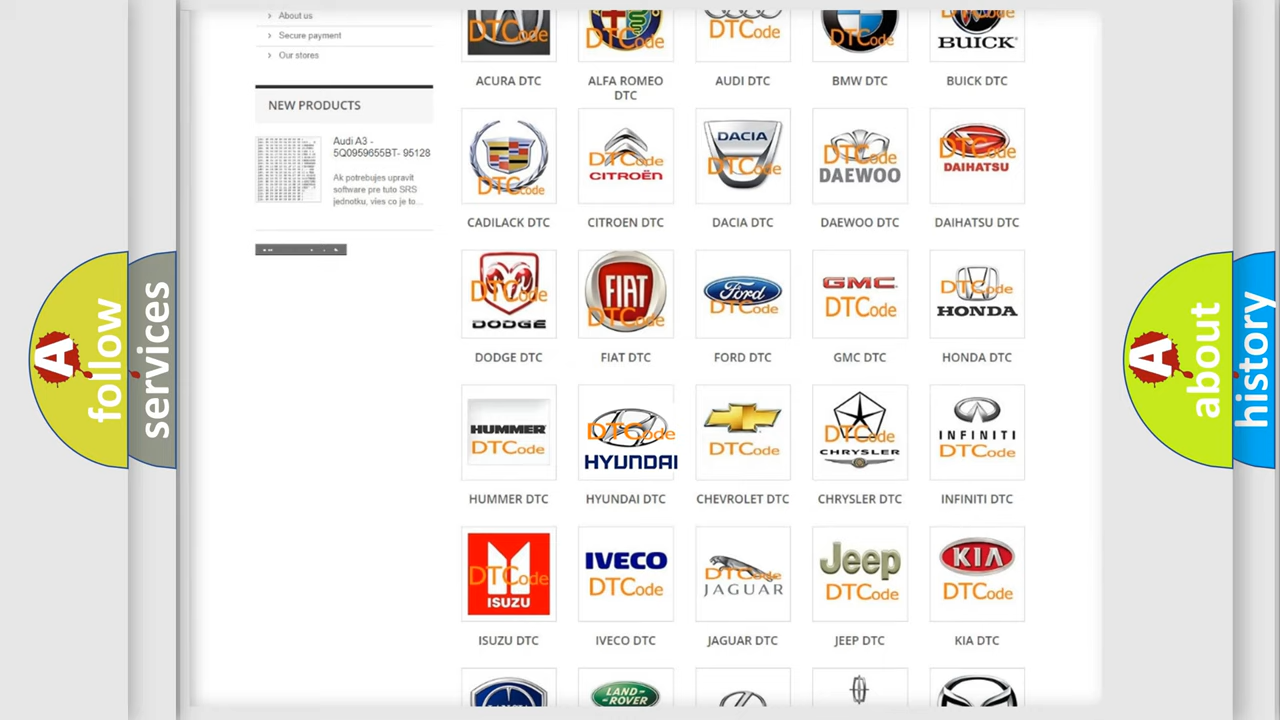 About us
Secure payment
Our stores
NEW PRODUCTS
Audi A3 -
5Q0959655BT- 95128
Ak potrebujes upravit
software pre tuto SRS
jednotku, vies co je to...
DTCode DTCode DTCode DTCode BUICK
ACURA DTC
ALFA ROMEO
DTC
AUDI DTC
BMW DTC
BUICK DTC
DTCode
DTCode
CITROËN
DACIA
DTCode
DTCode
DAEWOO
DTCode
DAIHATSU
CADILACK DTC
CITROEN DTC
DACIA DTC
DAEWOO DTC
DAIHATSU DTC
DTCode
DODGE
FIAT
DTCode
Ford
DTCode
GMC
DTCode
DTCode
HONDA
DODGE DTC
FIAT DTC
FORD DTC
GMC DTC
HONDA DTC
HUMMER
DTCode
DTCode
HYUNDAI
DTCode
DTCode
CHRYSLER
INFINITI
DTCode
HUMMER DTC
HYUNDAI DTC
CHEVROLET DTC
CHRYSLER DTC
INFINITI DTC
DTCode
ISUZU
IVECO
DTCode
DTCode
JAGUAR
Jeep
DTCode
KIA
DTCode
ISUZU DTC
IVECO DTC
JAGUAR DTC
JEEP DTC
KIA DTC
LAND-
ROVER
A
follow
services
A
about
history